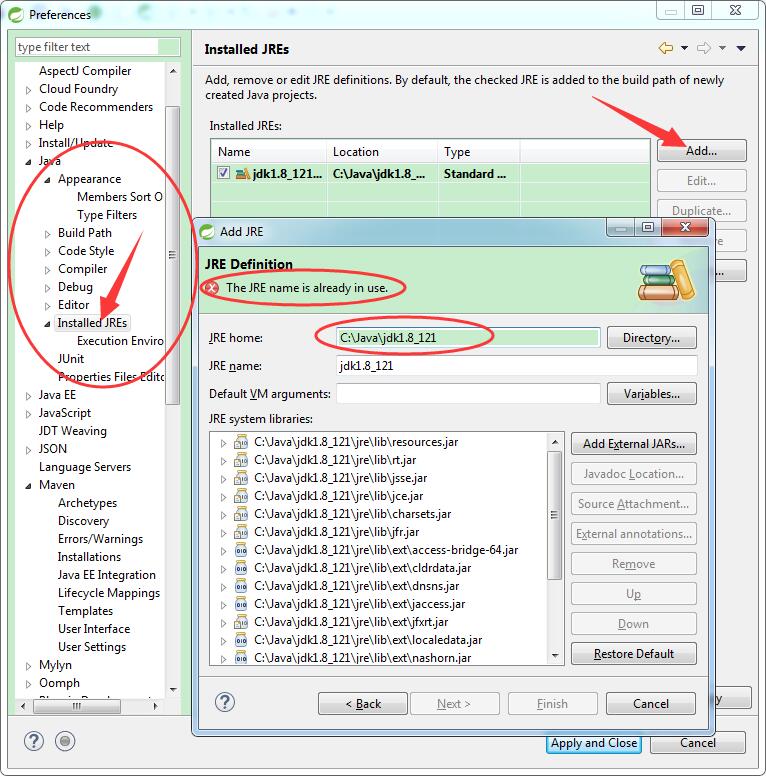 Preferences
type filter text
AspectJ Compiler
Cloud Foundry
Code Recommenders
Help
Install/Update
Java
Appearance
Members Sort O
Type Filters
Build Path
Code Style
Compiler
Debug
Editor
Installed JREs
Execution Enviro
JUnit
Properties Files Edito
Java EE
JavaScript
JDT Weaving
JSON
Language Servers
Maven
Archetypes
Discovery
Errors/Warnings
Installations
Java EE Integration
Lifecycle Mappings
Templates
User Interface
User Settings
Mylyn
Oomph
Installed JREs
Add, remove or edit JRE definitions. By default, the checked JRE is added to the build path of newly
created Java projects.
Installed JREs:
Name Location Type
jdk1.8_121... C:\Java\jdk1.8_... Standard ...
Add...
Edit...
Duplicate...
Add JRE
JRE Definition
The JRE name is already in use.
JRE home: C:\Java\jdk1.8_121 Directory...
JRE name: jdk1.8_121
Default VM arguments: Variables...
JRE system libraries:
C:\Java\jdk1.8_121\jre\lib\resources.jar
C:\Java\jdk1.8_121\jre\lib\rt.jar
C:\Java\jdk1.8_121\jre\lib\jsse.jar
C:\Java\jdk1.8_121\jre\lib\jce.jar
C:\Java\jdk1.8_121\jre\lib\charsets.jar
C:\Java\jdk1.8_121\jre\lib\jfr.jar
C:\Java\jdk1.8_121\jre\lib\ext\access-bridge-64.jar
C:\Java\jdk1.8_121\jre\lib\ext\cldrdata.jar
C:\Java\jdk1.8_121\jre\lib\ext\dnsns.jar
C:\Java\jdk1.8_121\jre\lib\ext\jaccess.jar
C:\Java\jdk1.8_121\jre\lib\ext\jfxrt.jar
C:\Java\jdk1.8_121\jre\lib\ext\localedata.jar
C:\Java\jdk1.8_121\jre\lib\ext\nashorn.jar
Add External JARs...
Javadoc Location...
Source Attachment...
External annotations...
Remove
Up
Down
Restore Default
< Back Next > Finish Cancel
Apply and Close Cancel